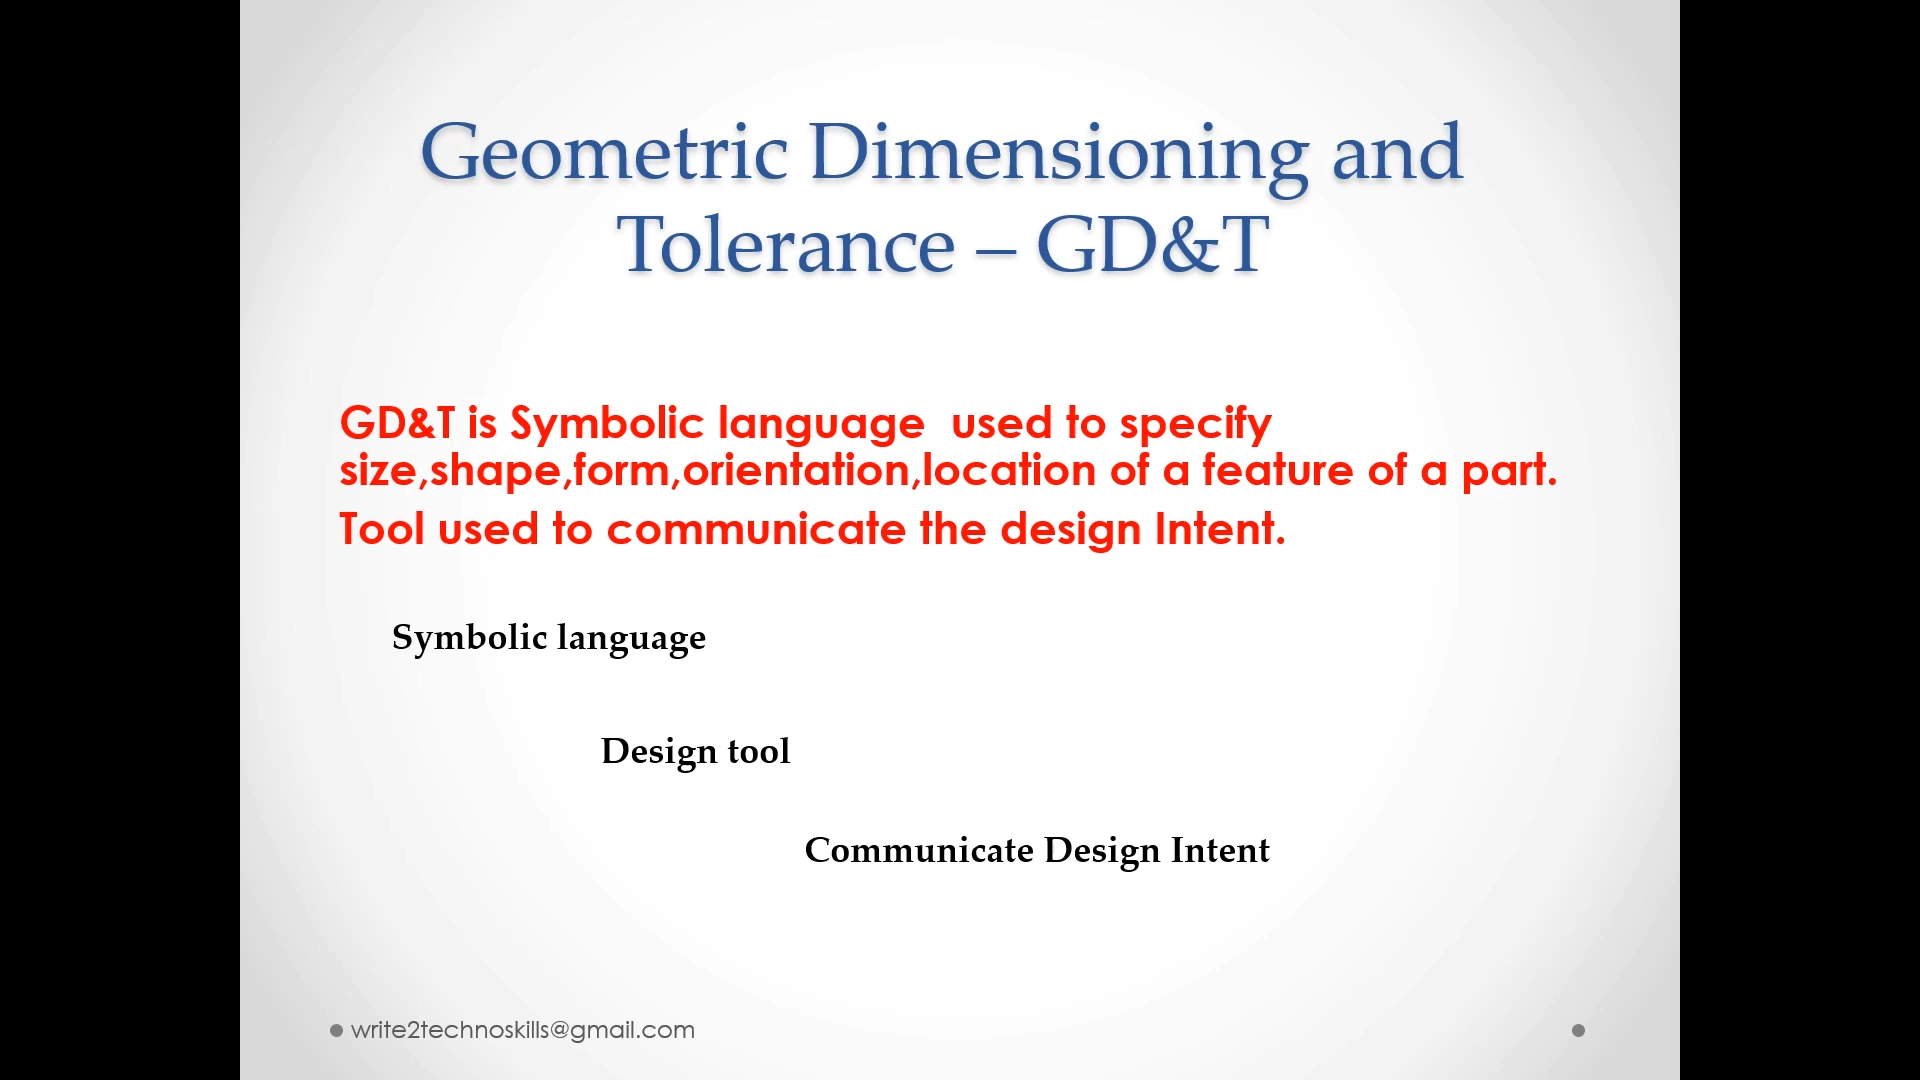 Geometric Dimensioning and
Tolerance – GD&T
GD&T is Symbolic language  used to specify
size,shape,form,orientation,location of a feature of a part.
Tool used to communicate the design Intent.
Symbolic language
Design tool
Communicate Design Intent
write2technoskills@gmail.com